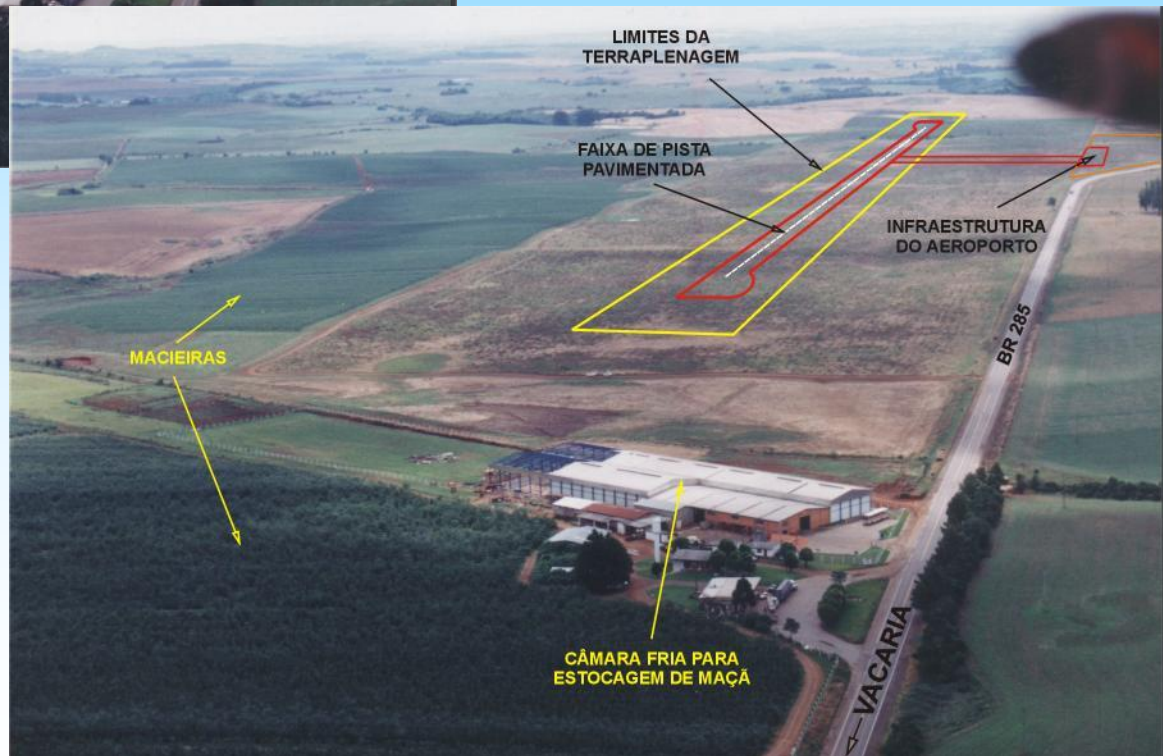 LIMITES DA
TERRAPLENAGEM
FAIXA DE PISTA
PAVIMENTADA
INFRAESTRUTURA
DO AEROPORTO
BR 285
MACIEIRAS
CÂMARA FRIA PARA
ESTOCAGEM DE MAÇÃ
VACARIA